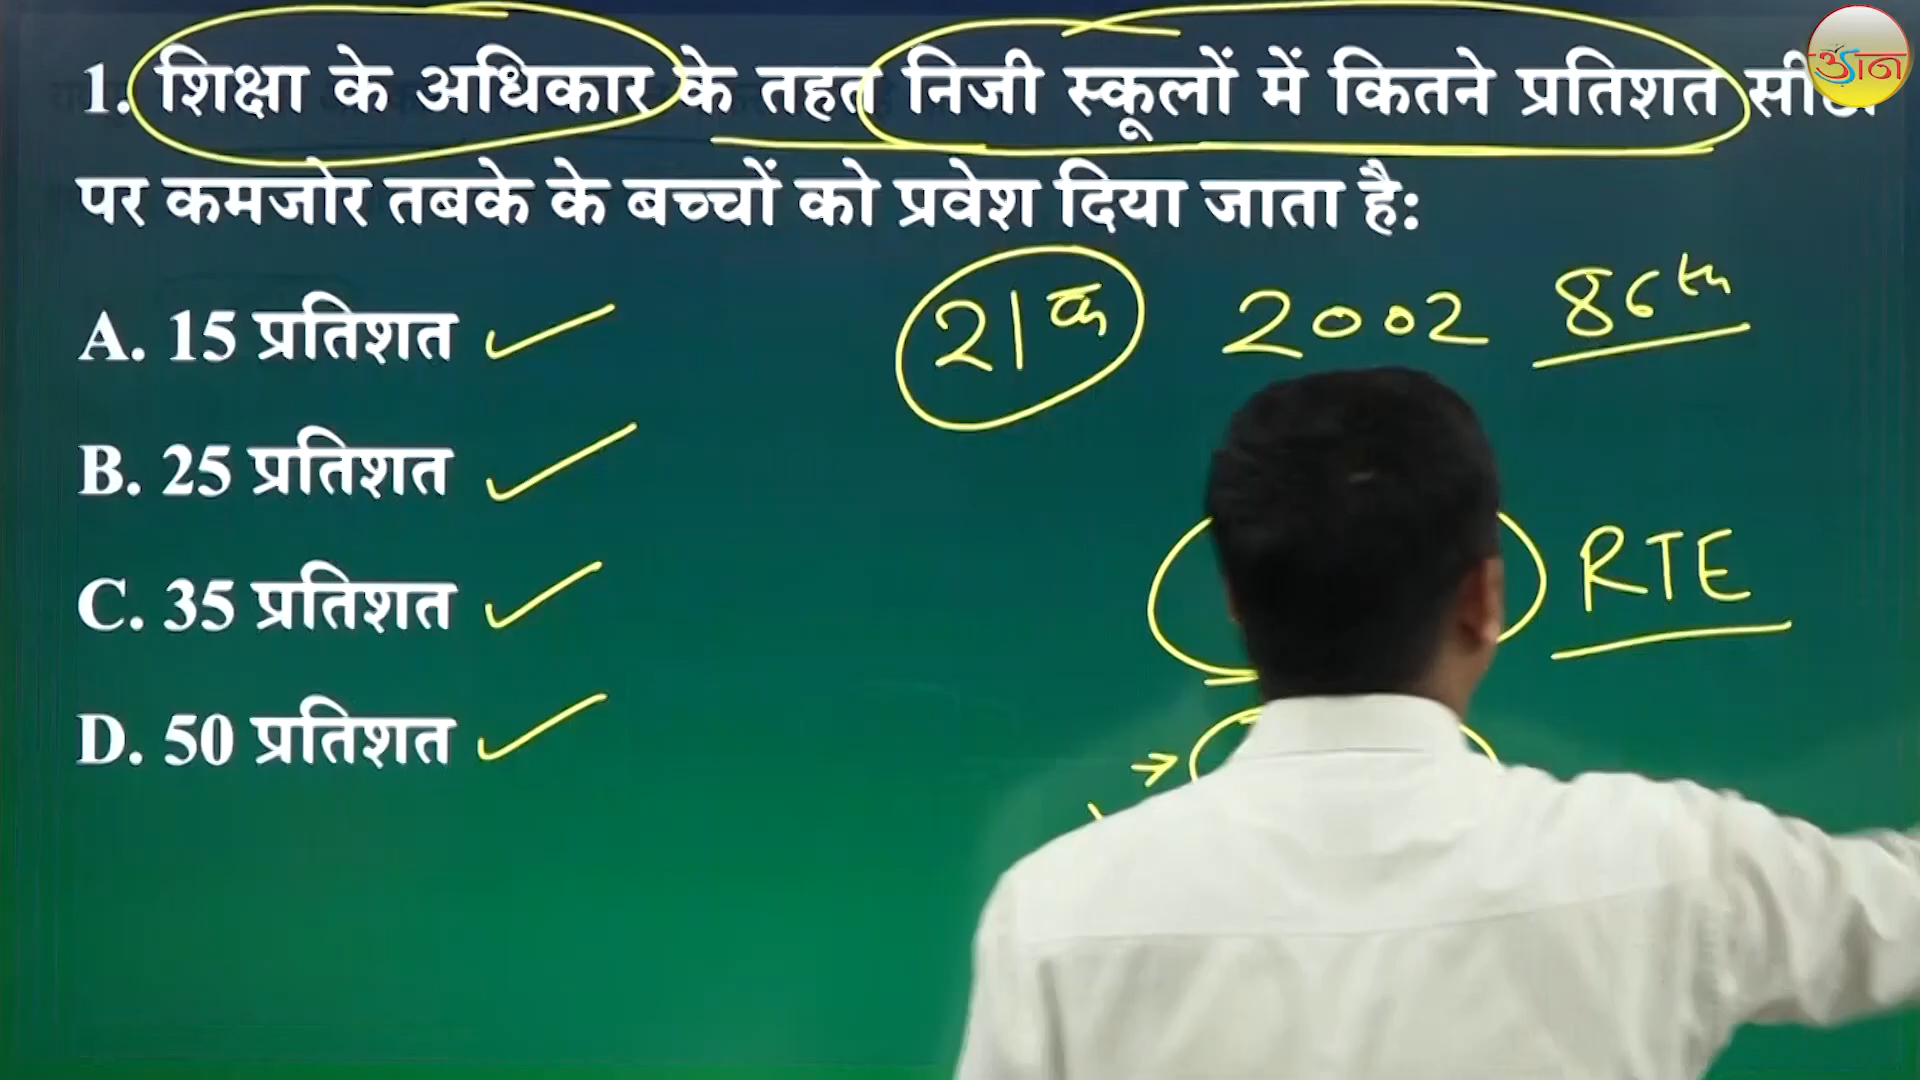 1. शिक्षा के अधिकार के तहत निजी स्कूलों में कितने प्रतिशत
पर कमजोर तबके के बच्चों को प्रवेश दिया जाता है:
21 क 2002 86th
A. 15 प्रतिशत
B. 25 प्रतिशत
C. 35 प्रतिशत
RTE
D. 50 प्रतिशत